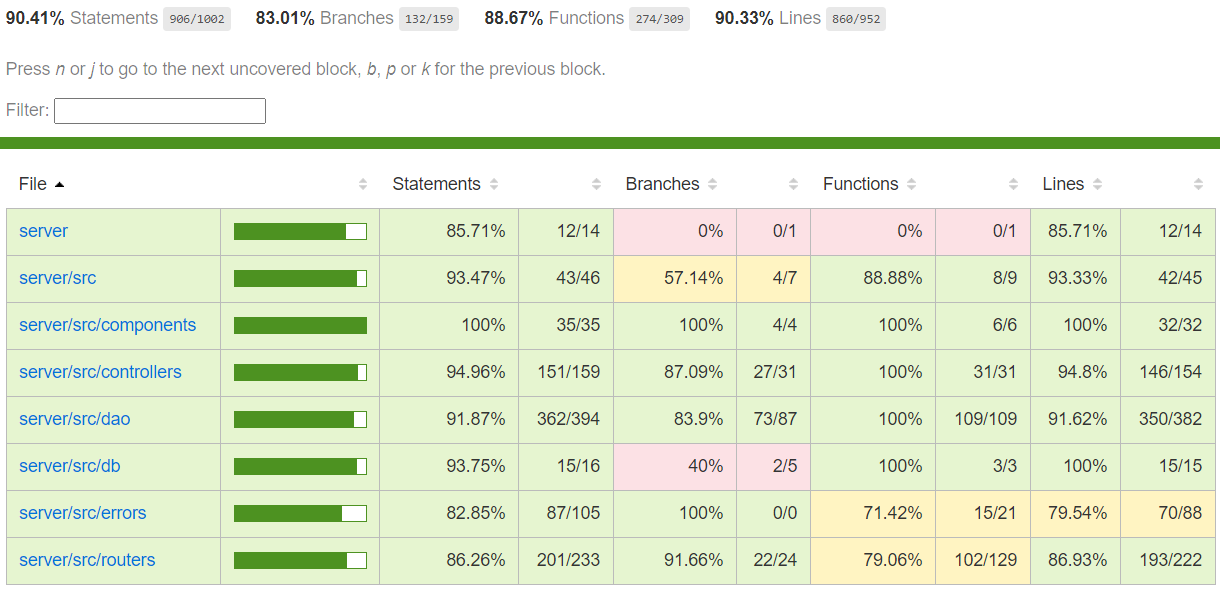 90.41% Statements 906/1002 83.01% Branches 132/159 88.67% Functions 274/309 90.33% Lines 860/952
Press n or j to go to the next uncovered block, b, p or k for the previous block.
Filter:
File Statements Branches Functions Lines
server 85.71% 12/14 0% 0/1 0% 0/1 85.71% 12/14
server/src 93.47% 43/46 57.14% 4/7 88.88% 8/9 93.33% 42/45
server/src/components 100% 35/35 100% 4/4 100% 6/6 100% 32/32
server/src/controllers 94.96% 151/159 87.09% 27/31 100% 31/31 94.8% 146/154
server/src/dao 91.87% 362/394 83.9% 73/87 100% 109/109 91.62% 350/382
server/src/db 93.75% 15/16 40% 2/5 100% 3/3 100% 15/15
server/src/errors 82.85% 87/105 100% 0/0 71.42% 15/21 79.54% 70/88
server/src/routers 86.26% 201/233 91.66% 22/24 79.06% 102/129 86.93% 193/222